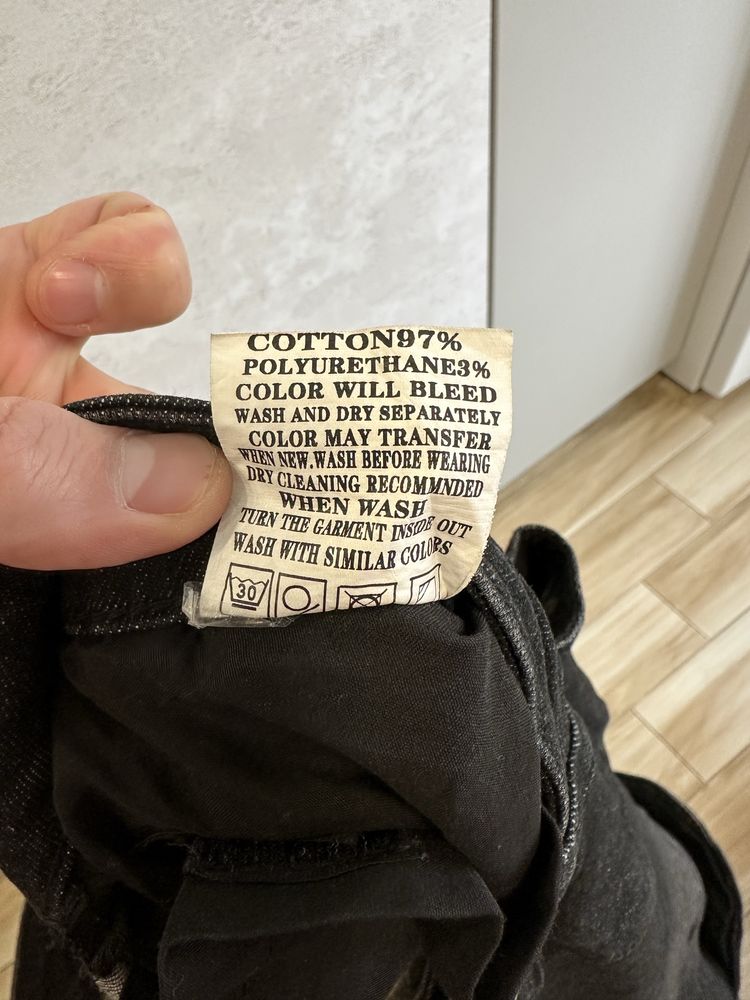 COTTON97%
POLYURETHANE3%
COLOR WILL BLEED
WASH AND DRY SEPARATELY
COLOR MAY TRANSFER
WHEN NEW.WASH BEFORE WEARING
DRY CLEANING RECOMMNDED
WHEN WASH
TURN THE GARMENT INSIDE OUT
WASH WITH SIMILAR COLORS
30